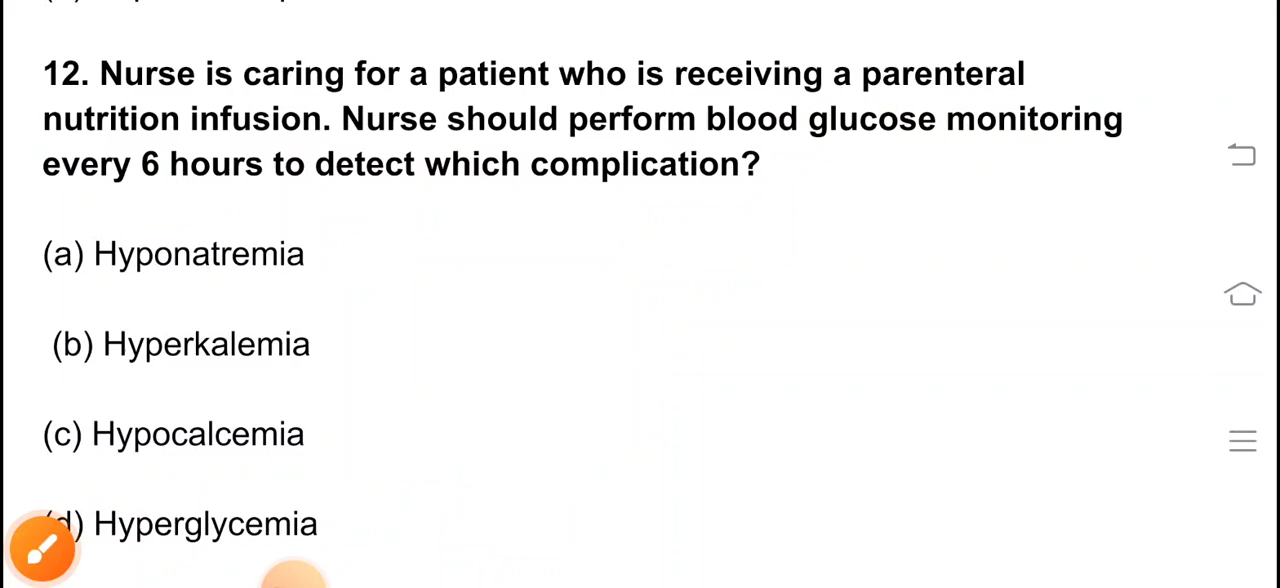 12. Nurse is caring for a patient who is receiving a parenteral
nutrition infusion. Nurse should perform blood glucose monitoring
every 6 hours to detect which complication?
(a) Hyponatremia
(b) Hyperkalemia
(c) Hypocalcemia
(d) Hyperglycemia